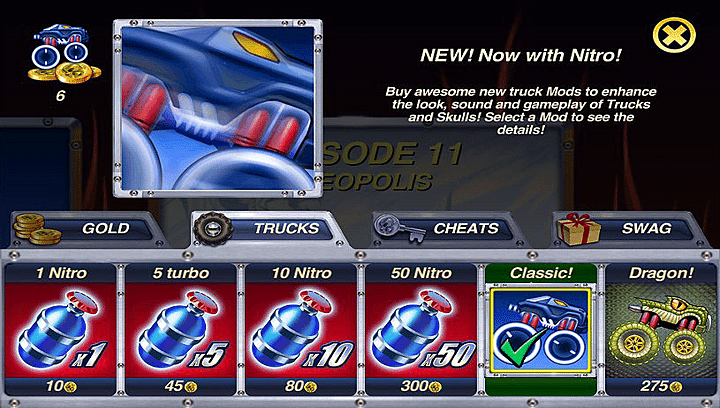 NEW! Now with Nitro!
6
Buy awesome new truck Mods to enhance
the look, sound and gameplay of Trucks
and Skulls! Select a Mod to see the
details!
SODE 11
EOPOLIS
GOLD
TRUCKS
CHEATS
SWAG
1 Nitro
5 turbo
10 Nitro
50 Nitro
Classic!
Dragon!
x1
x5
x10
x50
10
45
80
300
275